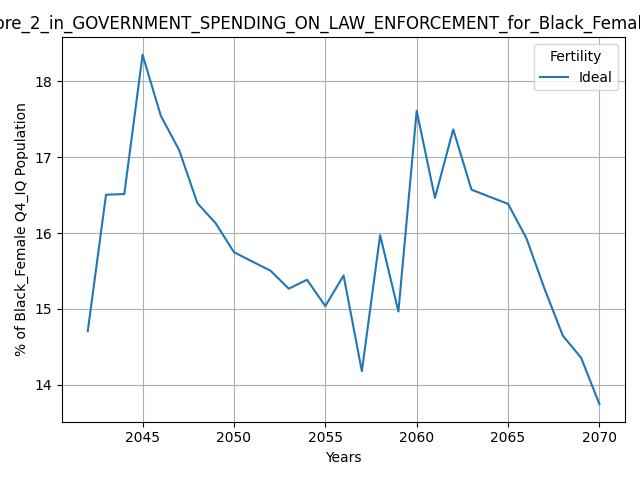 ore_2_in_GOVERNMENT_SPENDING_ON_LAW_ENFORCEMENT_for_Black_Femal
Fertility
Ideal
% of Black_Female Q4_IQ Population
18
17
16
15
14
2045 2050 2055 2060 2065 2070
Years